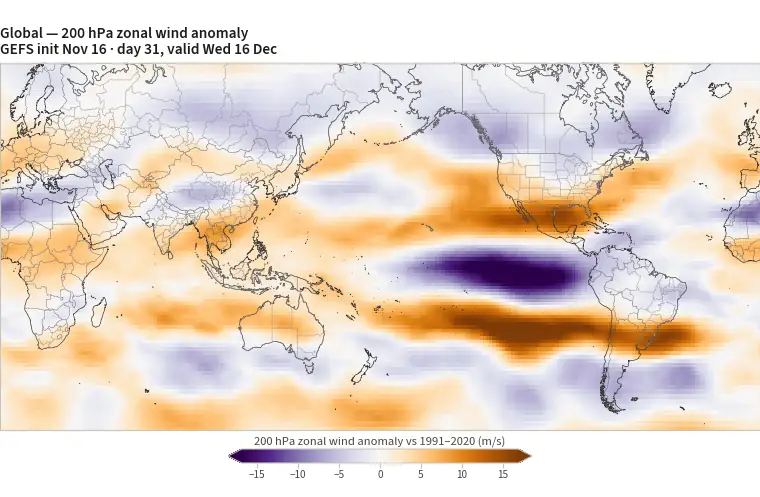 Global — 200 hPa zonal wind anomaly
GEFS init Nov 16 · day 31, valid Wed 16 Dec
200 hPa zonal wind anomaly vs 1991–2020 (m/s)
−15 −10 −5 0 5 10 15